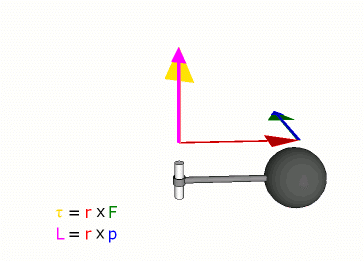 τ = r x F
L = r x p